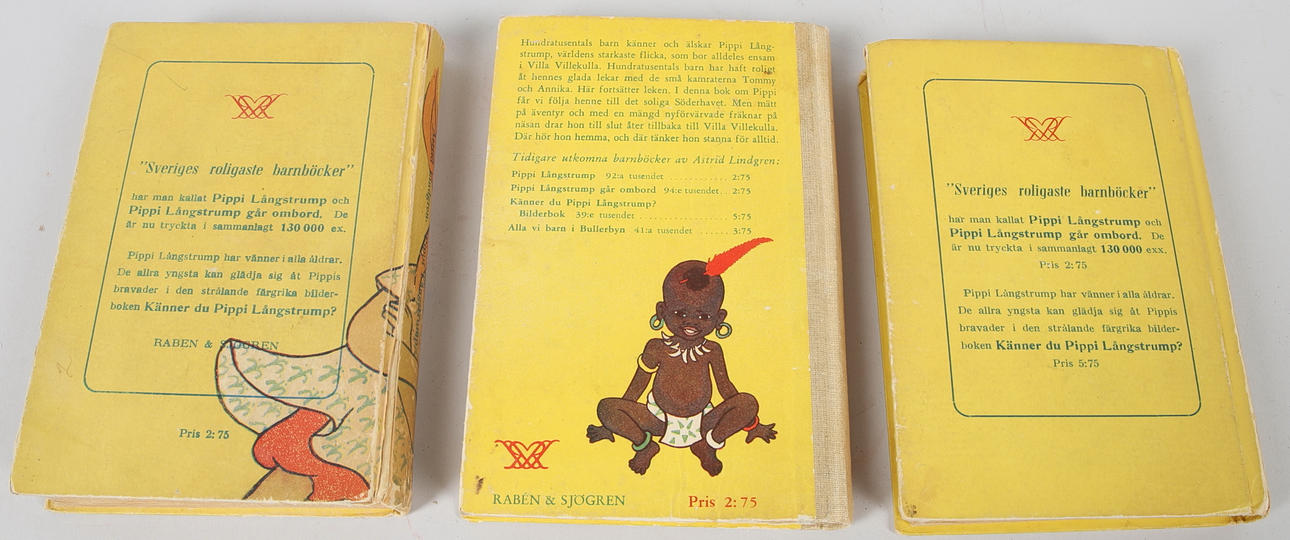 "Sveriges roligaste barnböcker"
har man kallat Pippi Långstrump och
Pippi Långstrump går ombord. De
är nu tryckta i sammanlagt 130 000 ex.
Pippi Långstrump har vänner i alla åldrar.
De allra yngsta kan glädja sig åt Pippis
bravader i den strålande färgrika bilder-
boken Känner du Pippi Långstrump?
RABEN & SJÖGREN
Pris 2:75
Hundratusentals barn känner och älskar Pippi Lång-
strump, världens starkaste flicka, som bor alldeles ensam
i Villa Villekulla. Hundratusentals barn har haft roligt
åt hennes glada lekar med de små kamraterna Tommy
och Annika. Här fortsätter leken. I denna bok om Pippi
får vi följa henne till det soliga Söderhavet. Men mätt
på äventyr och med en mängd nyförvärvade fräknar på
näsan drar hon till slut åter tillbaka till Villa Villekulla.
Där hör hon hemma, och där tänker hon stanna för alltid.
Tidigare utkomna barnböcker av Astrid Lindgren:
Pippi Långstrump 92:a tusendet ............ 2:75
Pippi Långstrump går ombord 94:e tusendet .. 2:75
Känner du Pippi Långstrump?
Bilderbok 39:e tusendet .................. 5:75
Alla vi barn i Bullerbyn 41:a tusendet ...... 3:75
RABÉN & SJÖGREN
Pris 2:75
"Sveriges roligaste barnböcker"
har man kallat Pippi Långstrump och
Pippi Långstrump går ombord. De
är nu tryckta i sammanlagt 130 000 exx.
Pris 2:75
Pippi Långstrump har vänner i alla åldrar.
De allra yngsta kan glädja sig åt Pippis
bravader i den strålande färgrika bilder-
boken Känner du Pippi Långstrump?
Pris 5:75